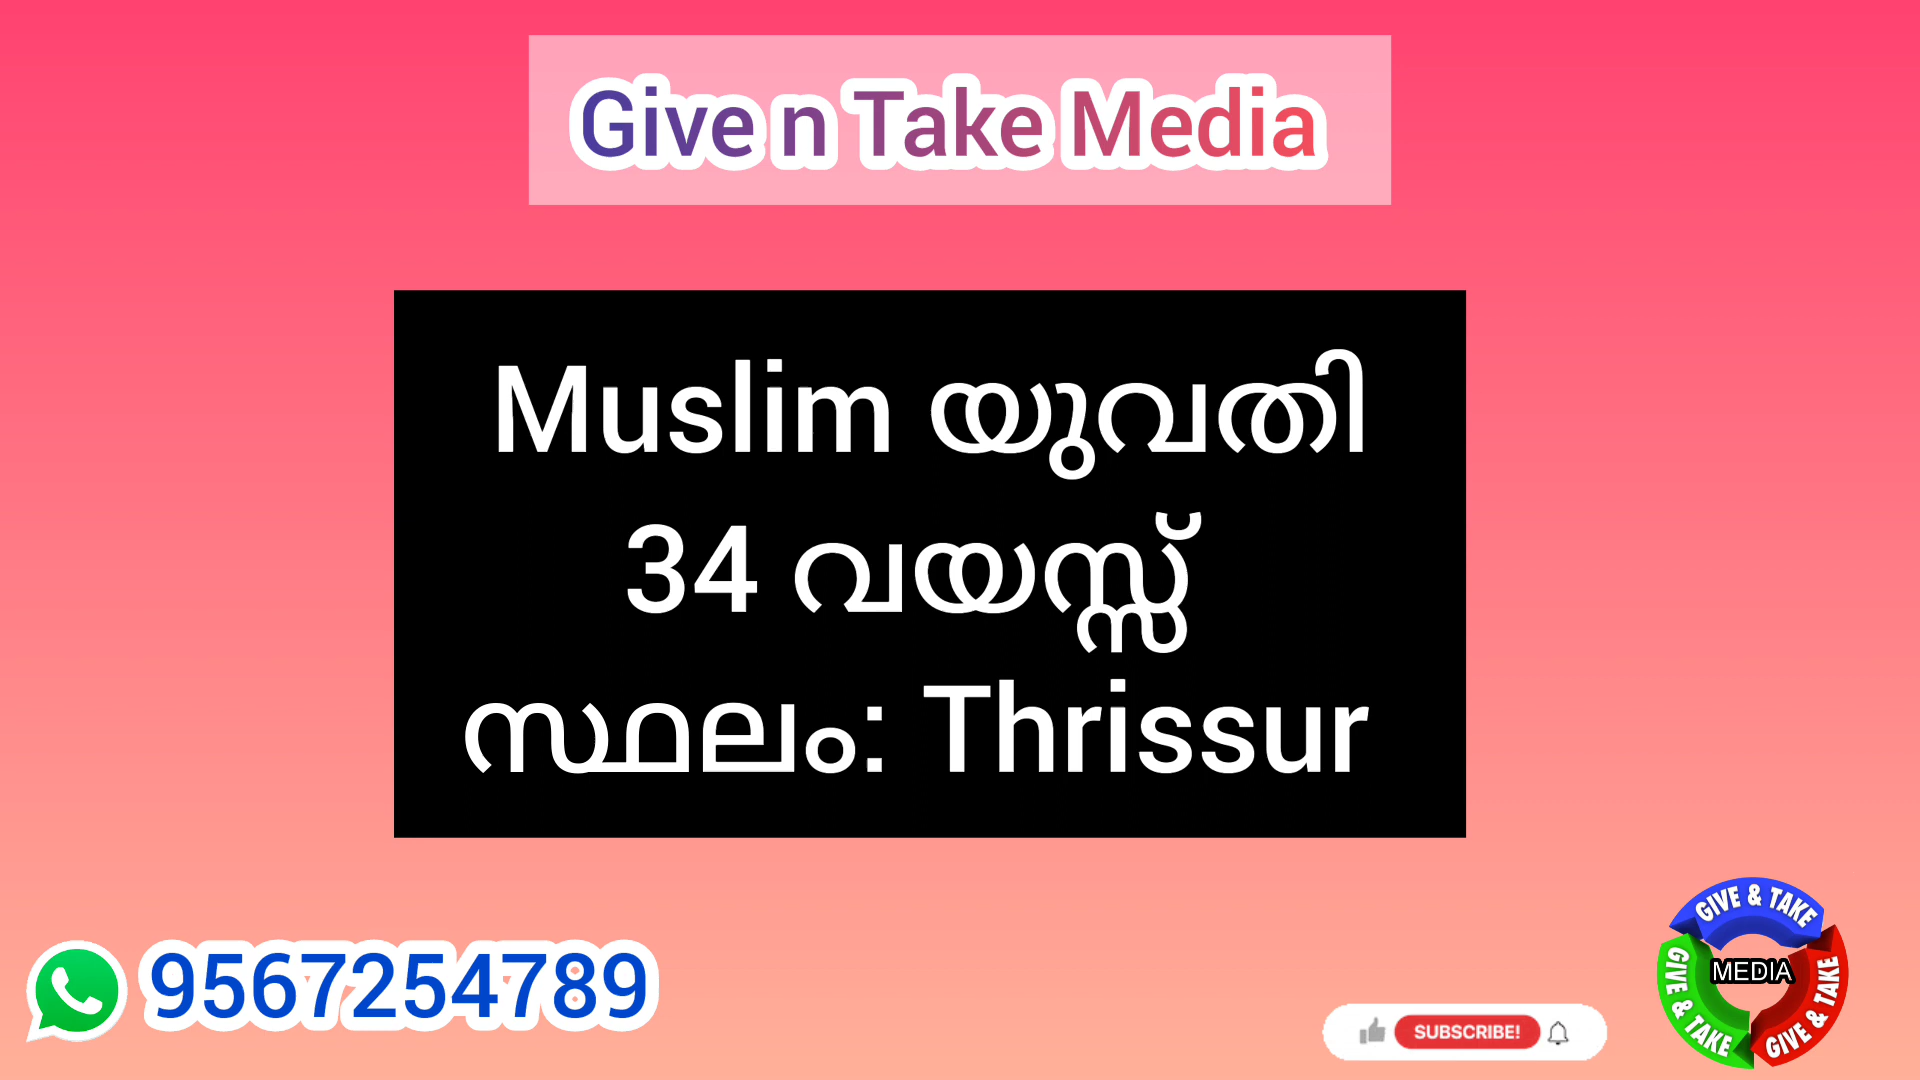 Give n Take Media
Muslim യുവതി
34 വയസ്സ്
സ്ഥലം: Thrissur
9567254789
SUBSCRIBE!
GIVE & TAKE
GIVE & TAKE
MEDIA
GIVE & TAKE